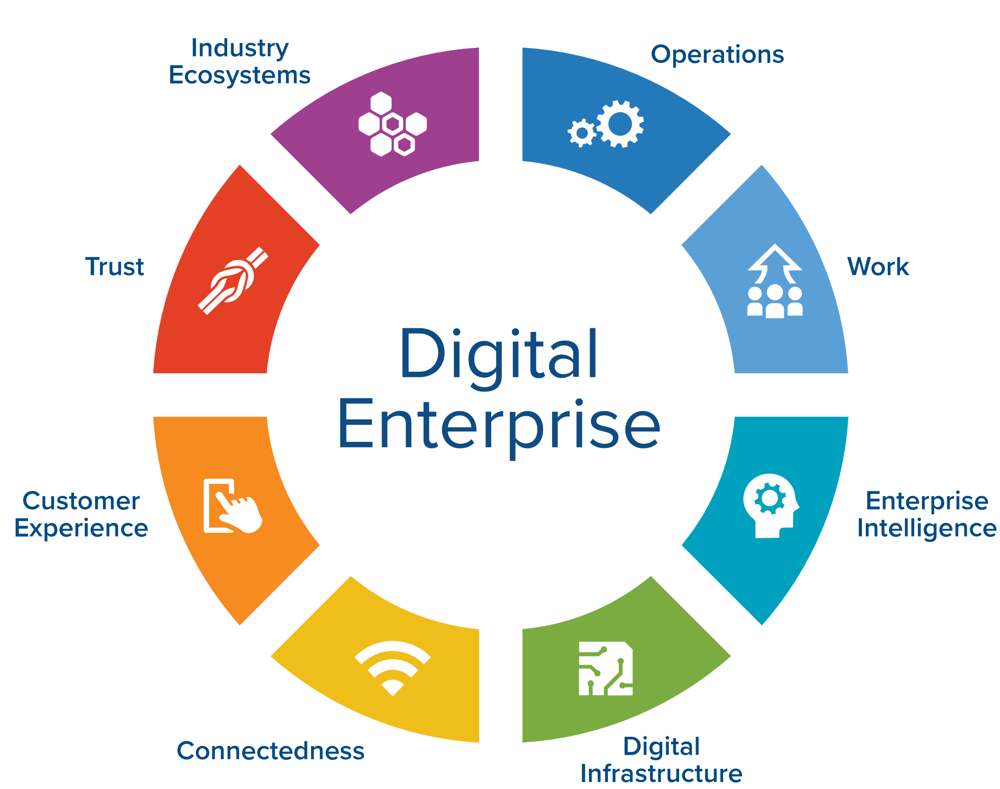 Industry
Ecosystems
Operations
Trust
Work
Digital
Enterprise
Customer
Experience
Enterprise
Intelligence
Connectedness
Digital
Infrastructure